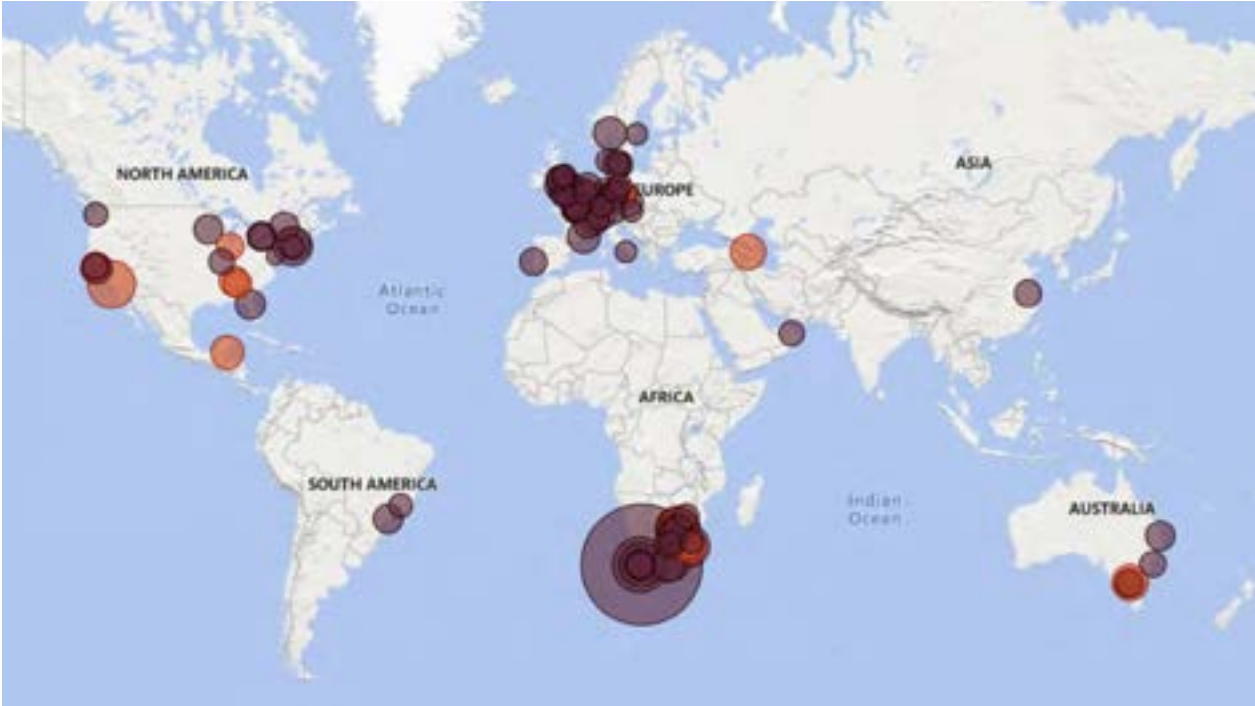 NORTH AMERICA
ASIA
EUROPE
Atlantic
Ocean
AFRICA
SOUTH AMERICA
Indian
Ocean
AUSTRALIA